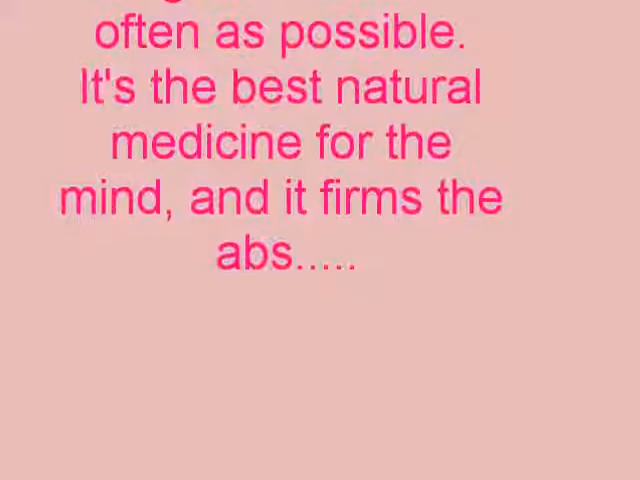 often as possible.
It's the best natural
medicine for the
mind, and it firms the
abs.....